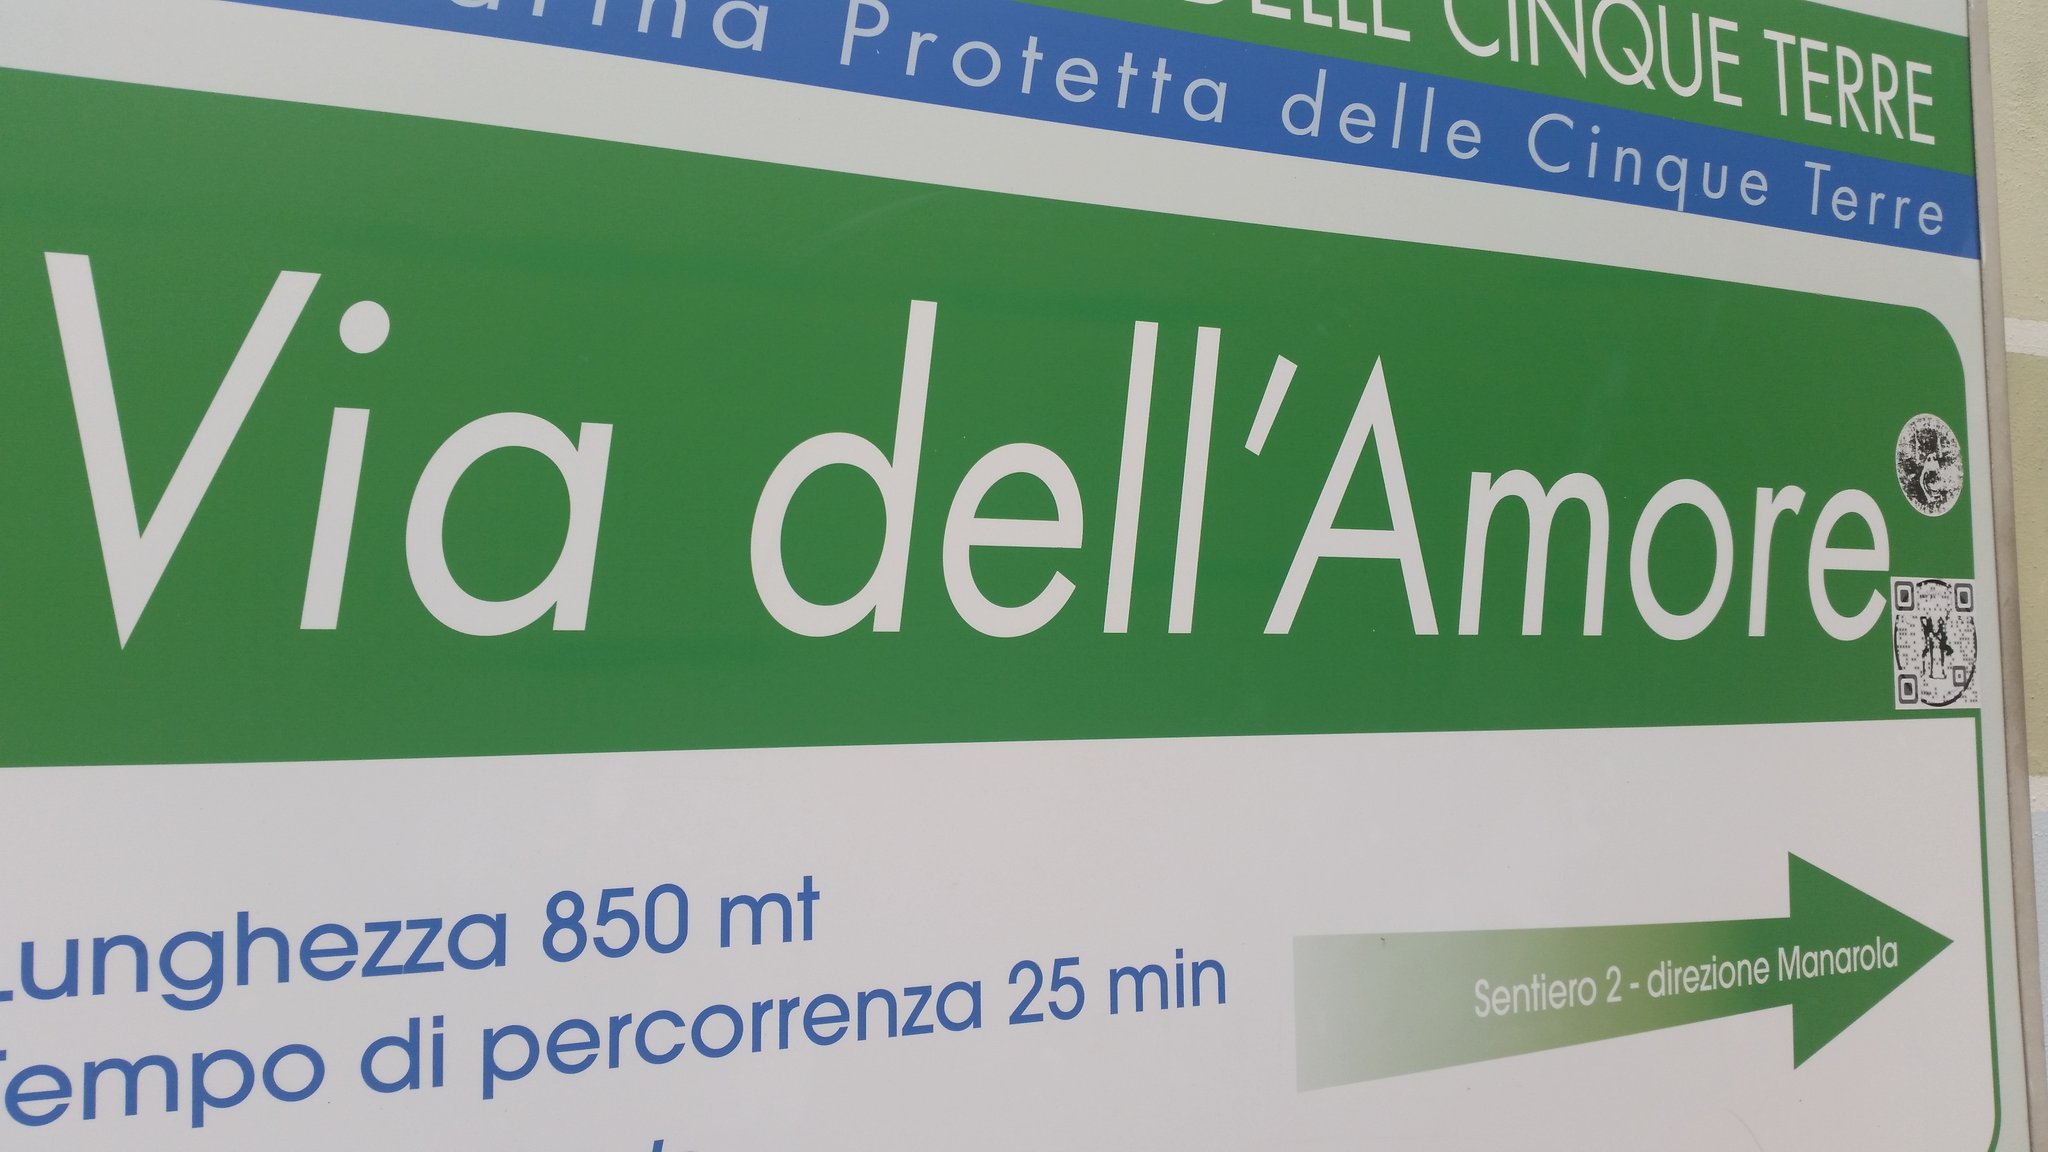 DELLE CINQUE TERRE
Protetta delle Cinque Terre
Via dell'Amore
Lunghezza 850 mt
Tempo di percorrenza 25 min
Sentiero 2 - direzione Manarola